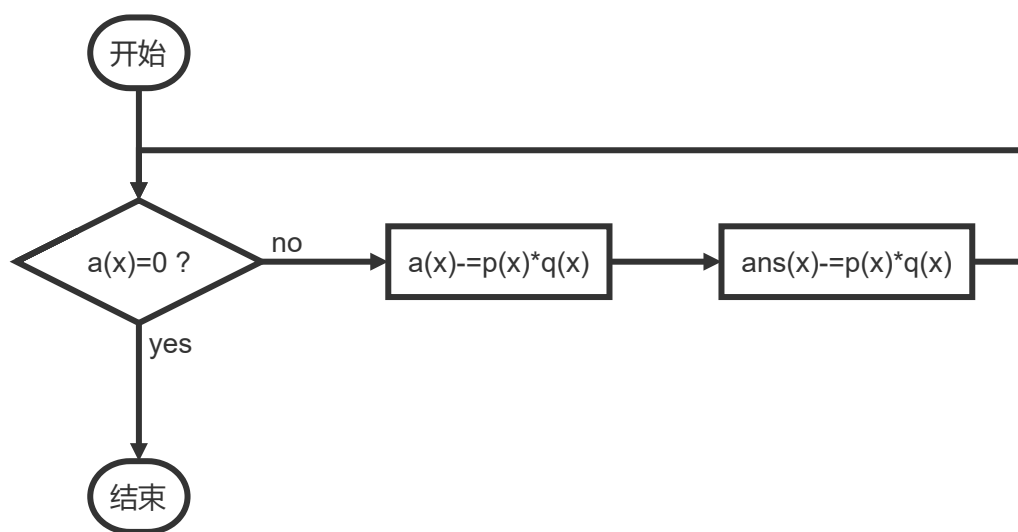 开始
a(x)=0 ?
no
a(x)-=p(x)*q(x)
ans(x)-=p(x)*q(x)
yes
结束